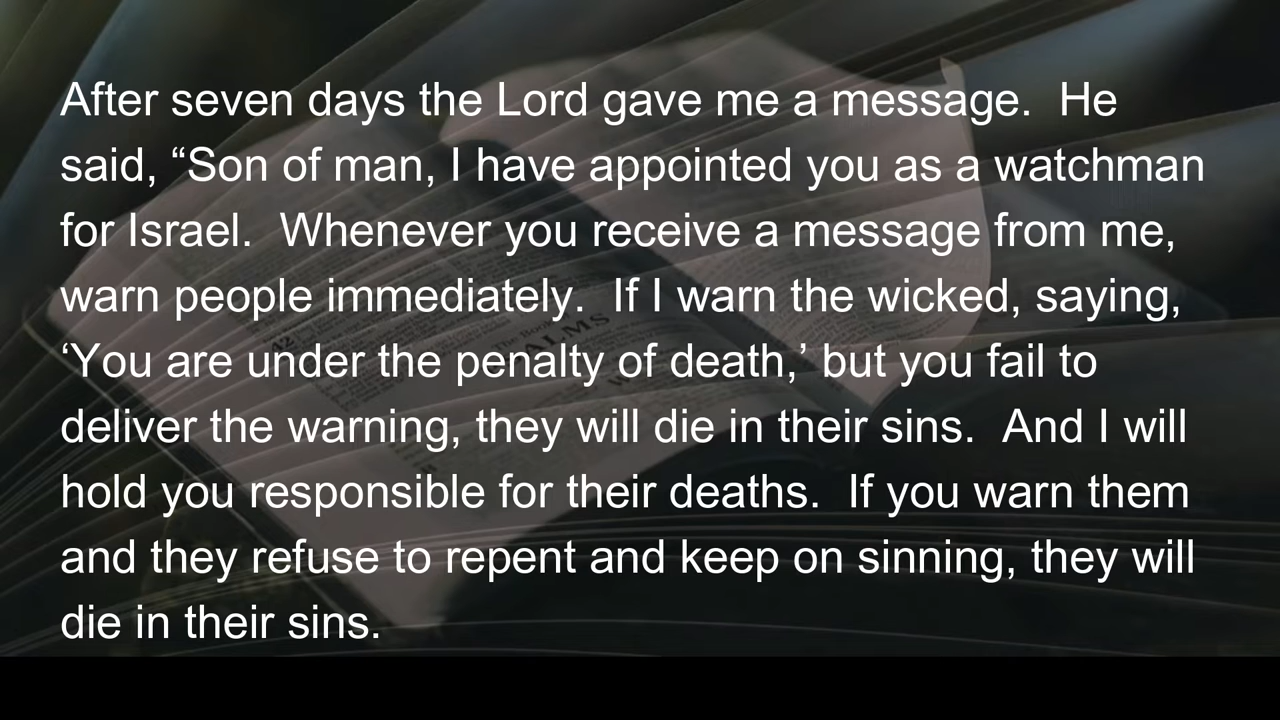 After seven days the Lord gave me a message.  He
said, “Son of man, I have appointed you as a watchman
for Israel.  Whenever you receive a message from me,
warn people immediately.  If I warn the wicked, saying,
‘You are under the penalty of death,’ but you fail to
deliver the warning, they will die in their sins.  And I will
hold you responsible for their deaths.  If you warn them
and they refuse to repent and keep on sinning, they will
die in their sins.